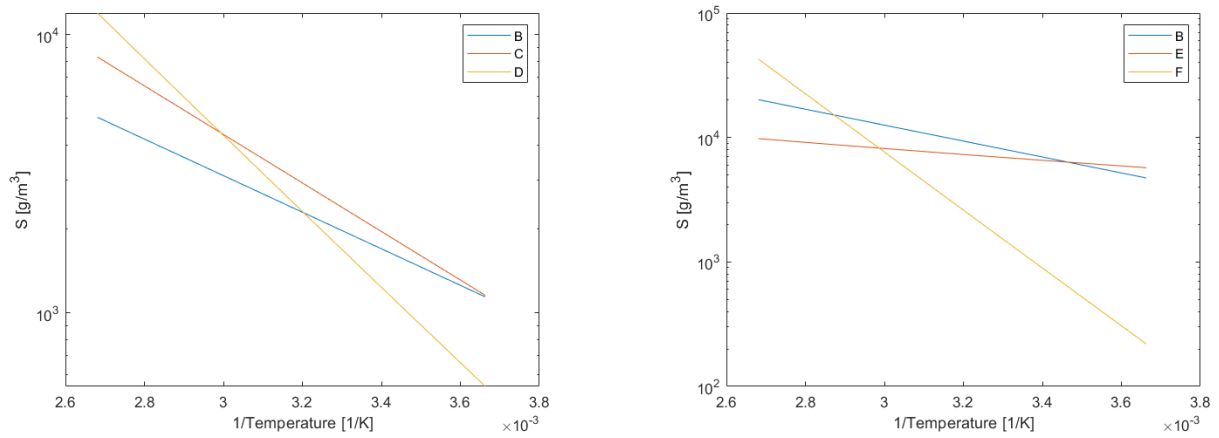 10^4
10^3
S [g/m^3]
2.6 2.8 3 3.2 3.4 3.6 3.8
1/Temperature [1/K]
×10^-3
B
C
D
10^5
10^4
10^3
10^2
S [g/m^3]
2.6 2.8 3 3.2 3.4 3.6 3.8
1/Temperature [1/K]
×10^-3
B
E
F